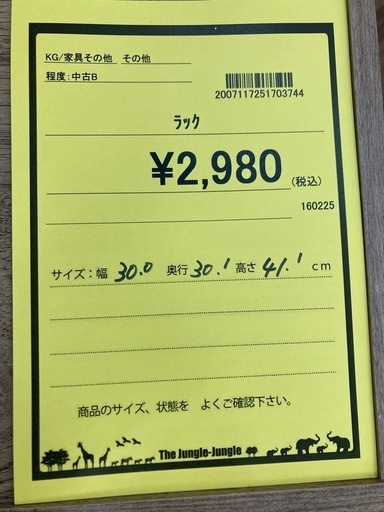 KG/家具その他 その他
程度:中古B
2007117251703744
ラック
¥2,980(税込)
160225
サイズ:幅 30.0 奥行 30.1 高さ 41.1 cm
商品のサイズ、状態を よくご確認下さい。
The Jungle-Jungle